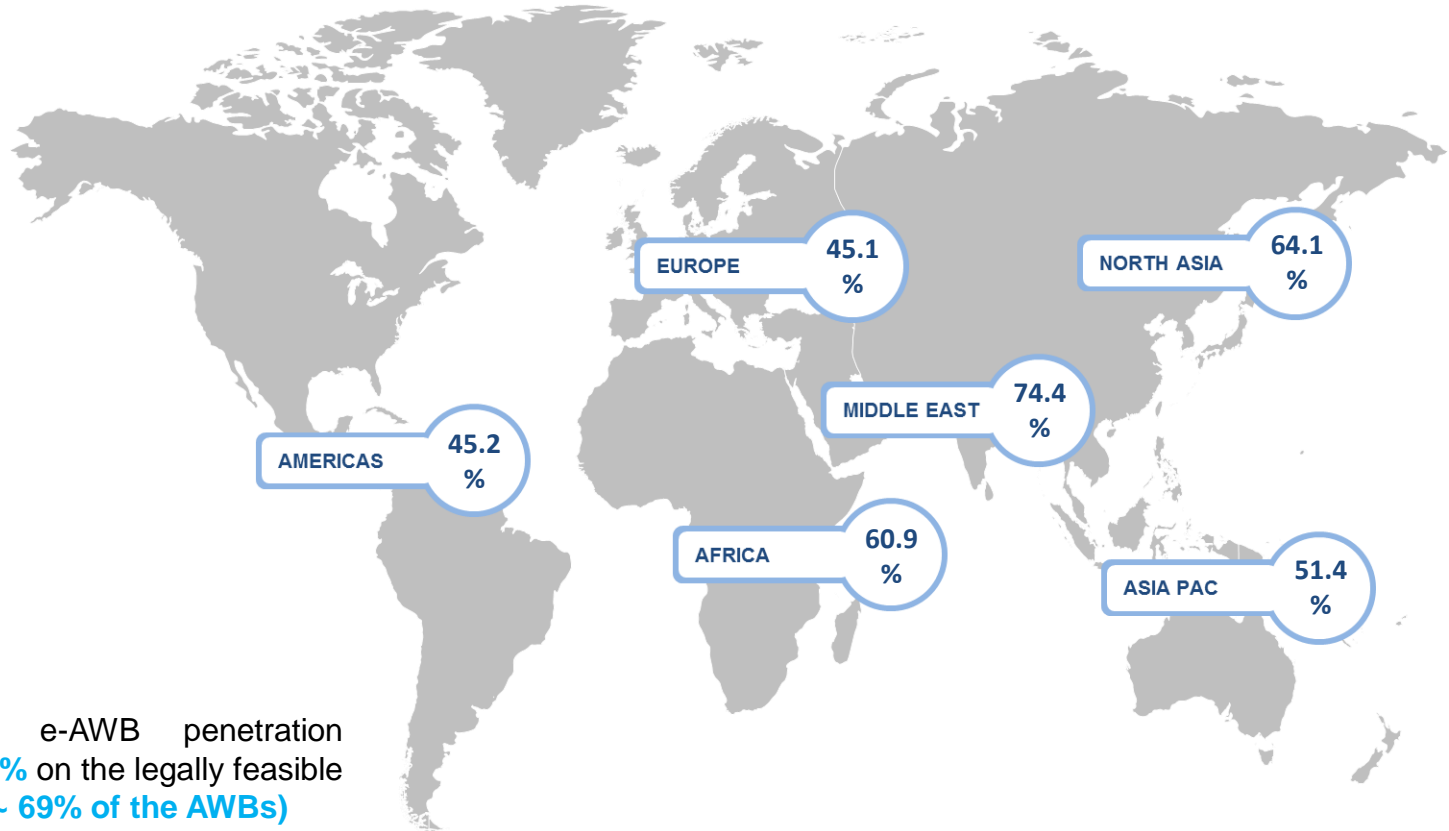 EUROPE
45.1
%
NORTH ASIA
64.1
%
MIDDLE EAST
74.4
%
AMERICAS
45.2
%
AFRICA
60.9
%
ASIA PAC
51.4
%
e-AWB penetration
% on the legally feasible
69% of the AWBs)